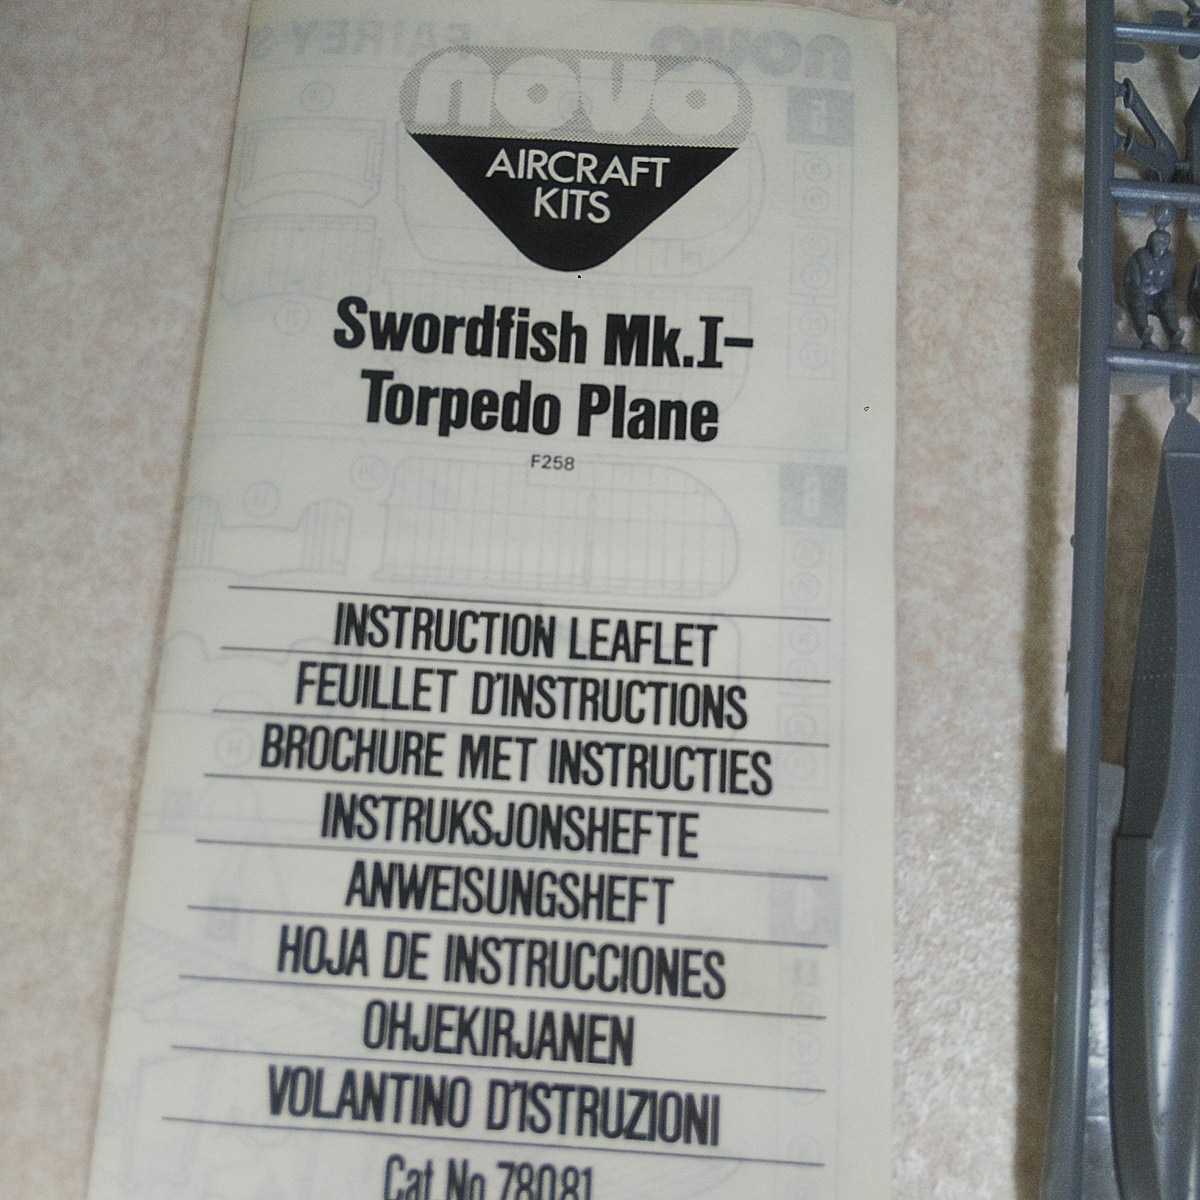 novo
AIRCRAFT
KITS
Swordfish Mk.I-
Torpedo Plane
F258
INSTRUCTION LEAFLET
FEUILLET D'INSTRUCTIONS
BROCHURE MET INSTRUCTIES
INSTRUKSJONSHEFTE
ANWEISUNGSHEFT
HOJA DE INSTRUCCIONES
OHJEKIRJANEN
VOLANTINO D'ISTRUZIONI
Cat No 78081